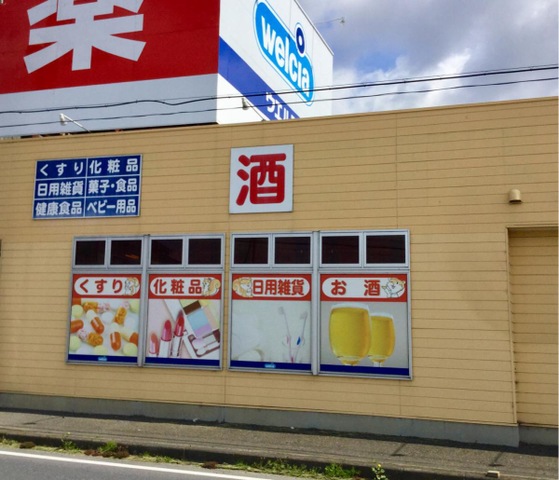 薬
welcia
ウエル
くすり 化粧品
日用雑貨 菓子・食品
健康食品 ベビー用品
酒
くすり
化粧品
日用雑貨
お酒
welcia